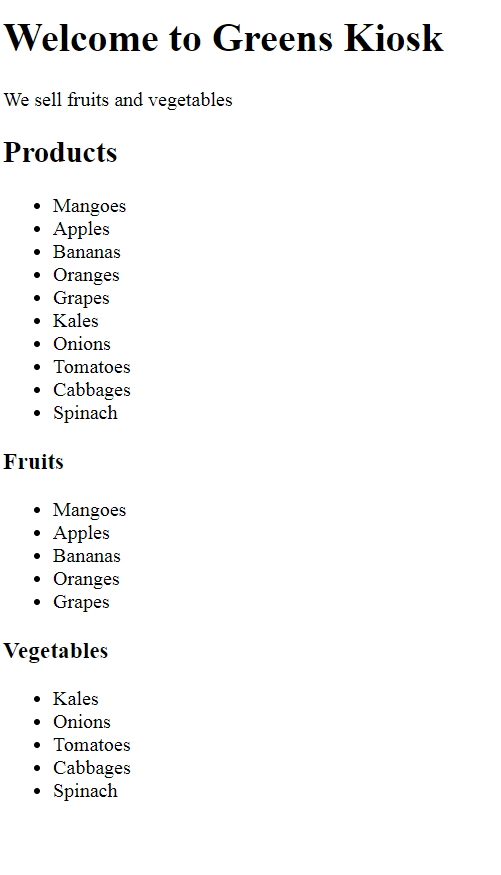 Welcome to Greens Kiosk
We sell fruits and vegetables
Products
Mangoes
Apples
Bananas
Oranges
Grapes
Kales
Onions
Tomatoes
Cabbages
Spinach
Fruits
Mangoes
Apples
Bananas
Oranges
Grapes
Vegetables
Kales
Onions
Tomatoes
Cabbages
Spinach